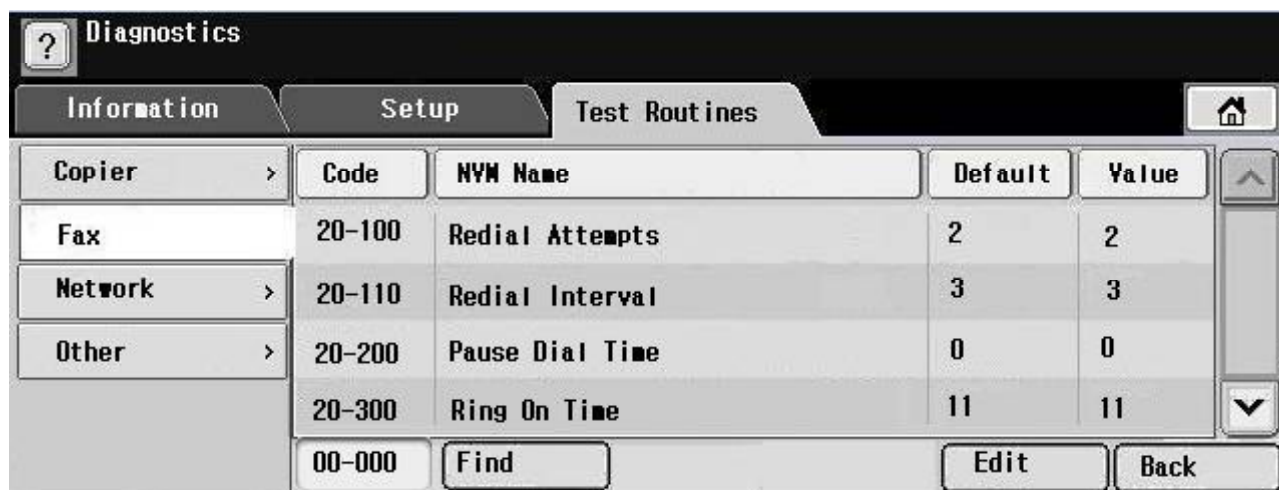 ? Diagnostics
Information Setup Test Routines
Copier > Code NVM Name Default Value
Fax 20-100 Redial Attempts 2 2
Network > 20-110 Redial Interval 3 3
Other > 20-200 Pause Dial Time 0 0
20-300 Ring On Time 11 11
00-000 Find Edit Back